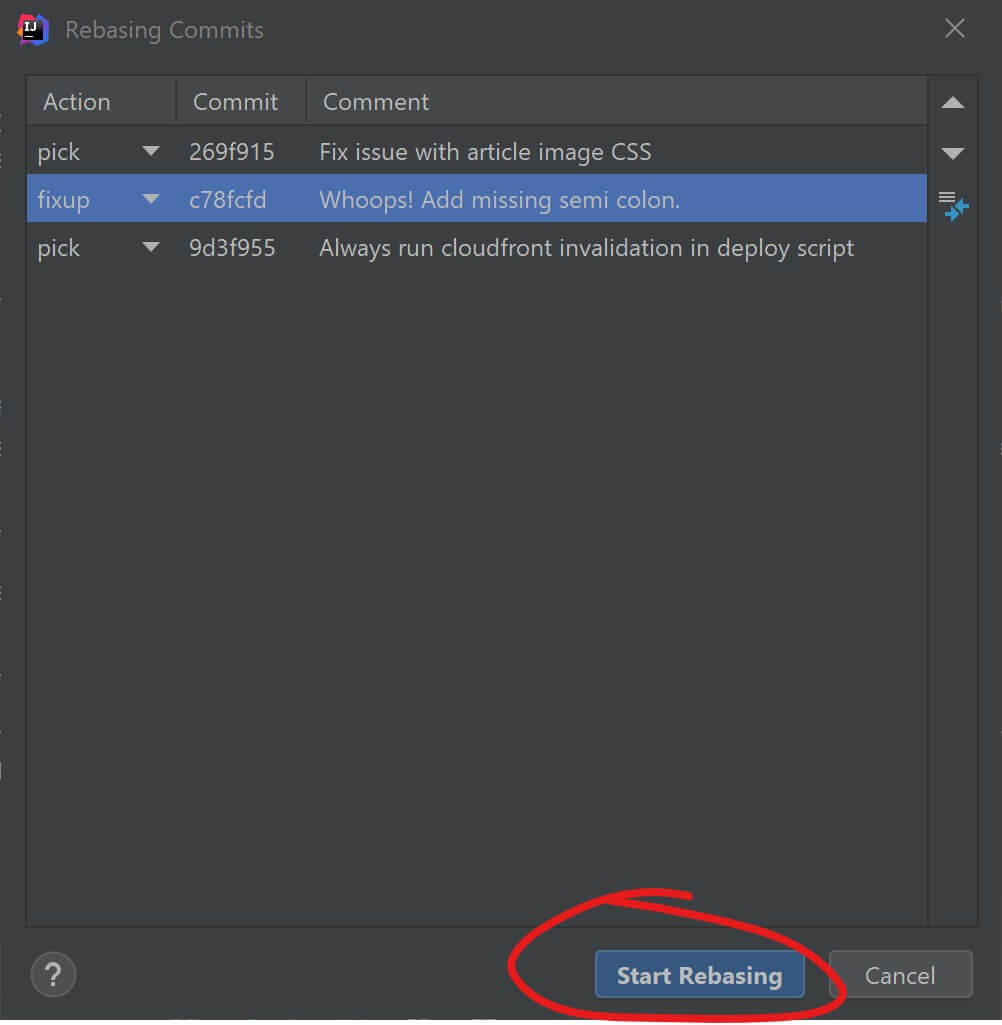 IJ
Rebasing Commits
Action Commit Comment
pick 269f915 Fix issue with article image CSS
fixup c78fcfd Whoops! Add missing semi colon.
pick 9d3f955 Always run cloudfront invalidation in deploy script
? Start Rebasing Cancel